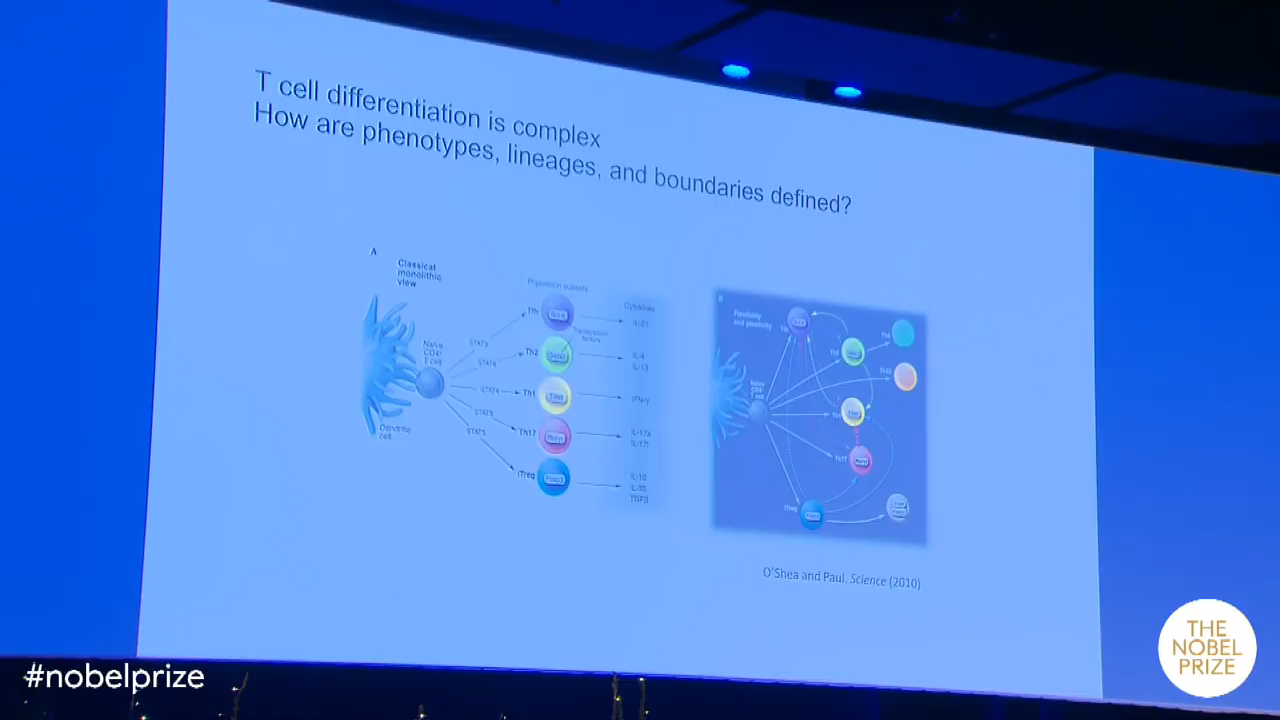 T cell differentiation is complex
How are phenotypes, lineages, and boundaries defined?
A
Classical
monolithic
view
Cytokines
Naive
CD4+
T cell
Dendritic
cell
STAT3
STAT6
STAT4
STAT3
STAT5
Tfh
Th2
Th1
Th17
iTreg
Transcription
factors
IL-21
IL-4
IL-13
IFN-γ
IL-17a
IL-17f
IL-10
IL-35
TGFβ
B
Flexibility
and plasticity
Naive
CD4+
T cell
Th17
iTreg
O'Shea and Paul. Science (2010)
#nobelprize
THE
NOBEL
PRIZE